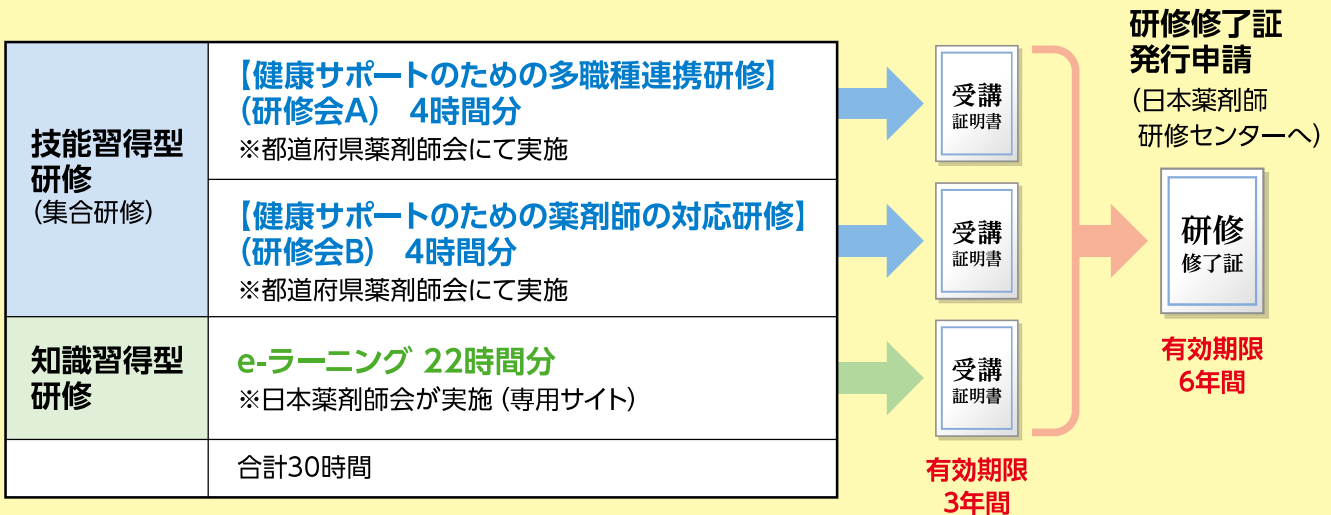 技能習得型
研修
(集合研修)
【健康サポートのための多職種連携研修】
(研修会A) 4時間分
※都道府県薬剤師会にて実施
【健康サポートのための薬剤師の対応研修】
(研修会B) 4時間分
※都道府県薬剤師会にて実施
知識習得型
研修
e-ラーニング 22時間分
※日本薬剤師会が実施(専用サイト)
合計30時間
受講
証明書
受講
証明書
受講
証明書
有効期限
3年間
研修修了証
発行申請
(日本薬剤師
研修センターへ)
研修
修了証
有効期限
6年間